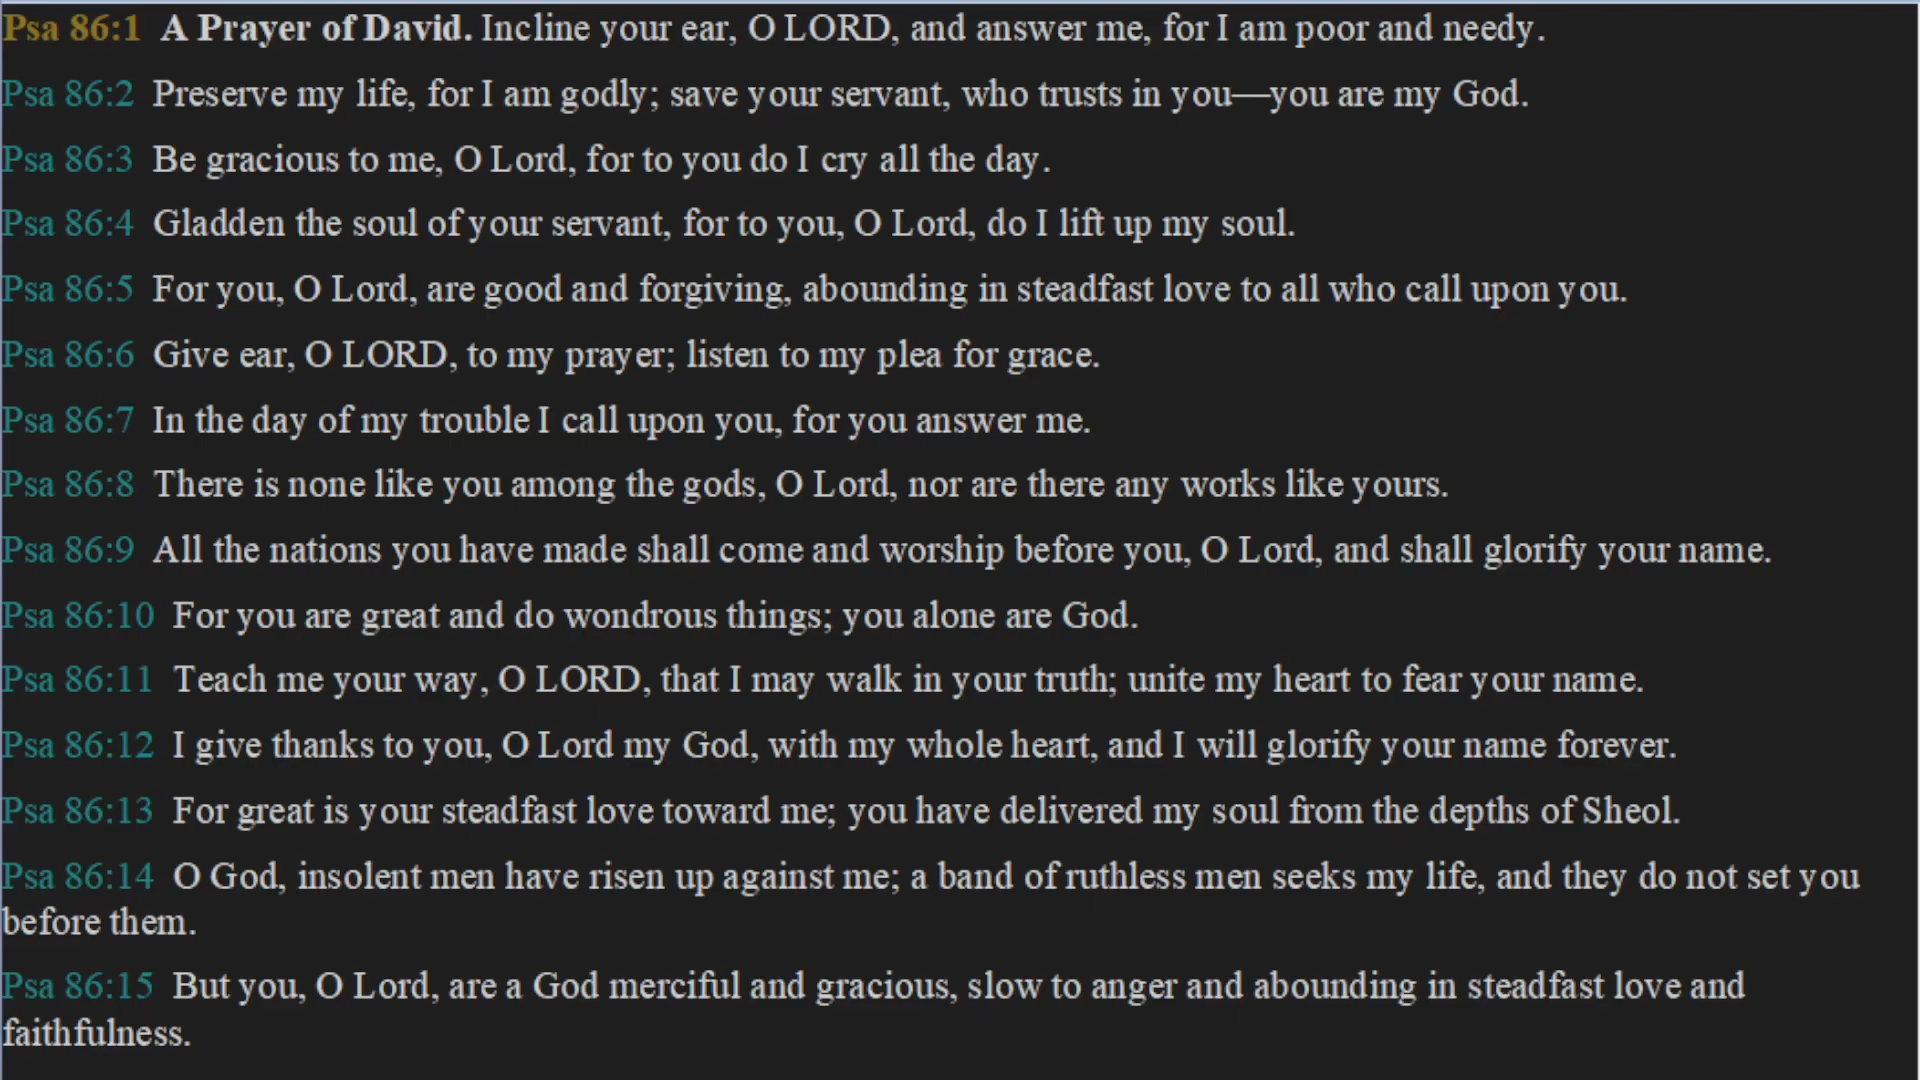 Psa 86:1 A Prayer of David. Incline your ear, O LORD, and answer me, for I am poor and needy.
Psa 86:2 Preserve my life, for I am godly; save your servant, who trusts in you—you are my God.
Psa 86:3 Be gracious to me, O Lord, for to you do I cry all the day.
Psa 86:4 Gladden the soul of your servant, for to you, O Lord, do I lift up my soul.
Psa 86:5 For you, O Lord, are good and forgiving, abounding in steadfast love to all who call upon you.
Psa 86:6 Give ear, O LORD, to my prayer; listen to my plea for grace.
Psa 86:7 In the day of my trouble I call upon you, for you answer me.
Psa 86:8 There is none like you among the gods, O Lord, nor are there any works like yours.
Psa 86:9 All the nations you have made shall come and worship before you, O Lord, and shall glorify your name.
Psa 86:10 For you are great and do wondrous things; you alone are God.
Psa 86:11 Teach me your way, O LORD, that I may walk in your truth; unite my heart to fear your name.
Psa 86:12 I give thanks to you, O Lord my God, with my whole heart, and I will glorify your name forever.
Psa 86:13 For great is your steadfast love toward me; you have delivered my soul from the depths of Sheol.
Psa 86:14 O God, insolent men have risen up against me; a band of ruthless men seeks my life, and they do not set you
before them.
Psa 86:15 But you, O Lord, are a God merciful and gracious, slow to anger and abounding in steadfast love and
faithfulness.